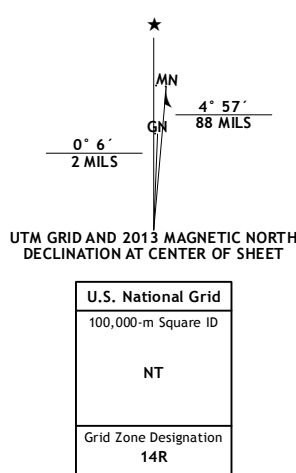 ★
MN
GN
4° 57´
88 MILS
0° 6´
2 MILS
UTM GRID AND 2013 MAGNETIC NORTH
DECLINATION AT CENTER OF SHEET
U.S. National Grid
100,000-m Square ID
NT
Grid Zone Designation
14R